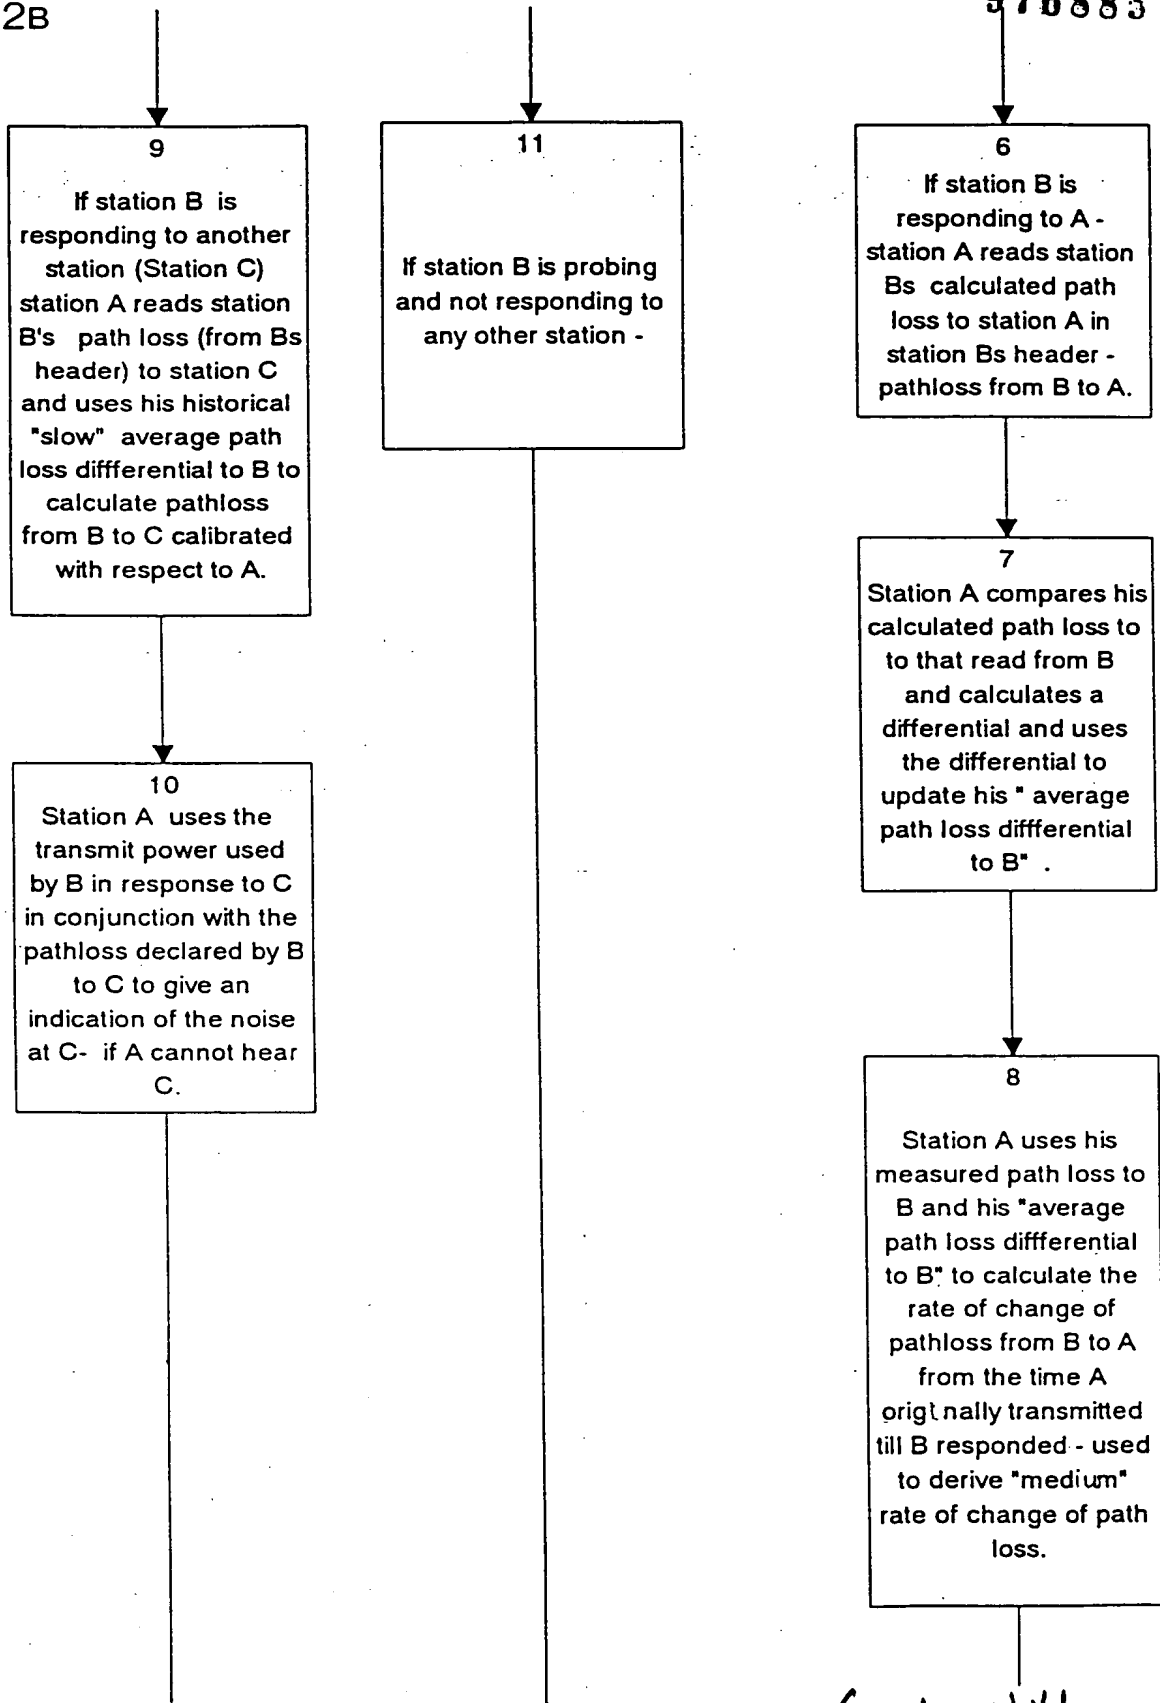 2B
9
If station B is
responding to another
station (Station C)
station A reads station
B's path loss (from Bs
header) to station C
and uses his historical
"slow" average path
loss diffferential to B to
calculate pathloss
from B to C calibrated
with respect to A.
10
Station A uses the
transmit power used
by B in response to C
in conjunction with the
pathloss declared by B
to C to give an
indication of the noise
at C- if A cannot hear
C.
11
If station B is probing
and not responding to
any other station -
6
If station B is
responding to A -
station A reads station
Bs calculated path
loss to station A in
station Bs header -
pathloss from B to A.
7
Station A compares his
calculated path loss to
to that read from B
and calculates a
differential and uses
the differential to
update his " average
path loss diffferential
to B" .
8
Station A uses his
measured path loss to
B and his "average
path loss diffferential
to B" to calculate the
rate of change of
pathloss from B to A
from the time A
originally transmitted
till B responded - used
to derive "medium"
rate of change of path
loss.